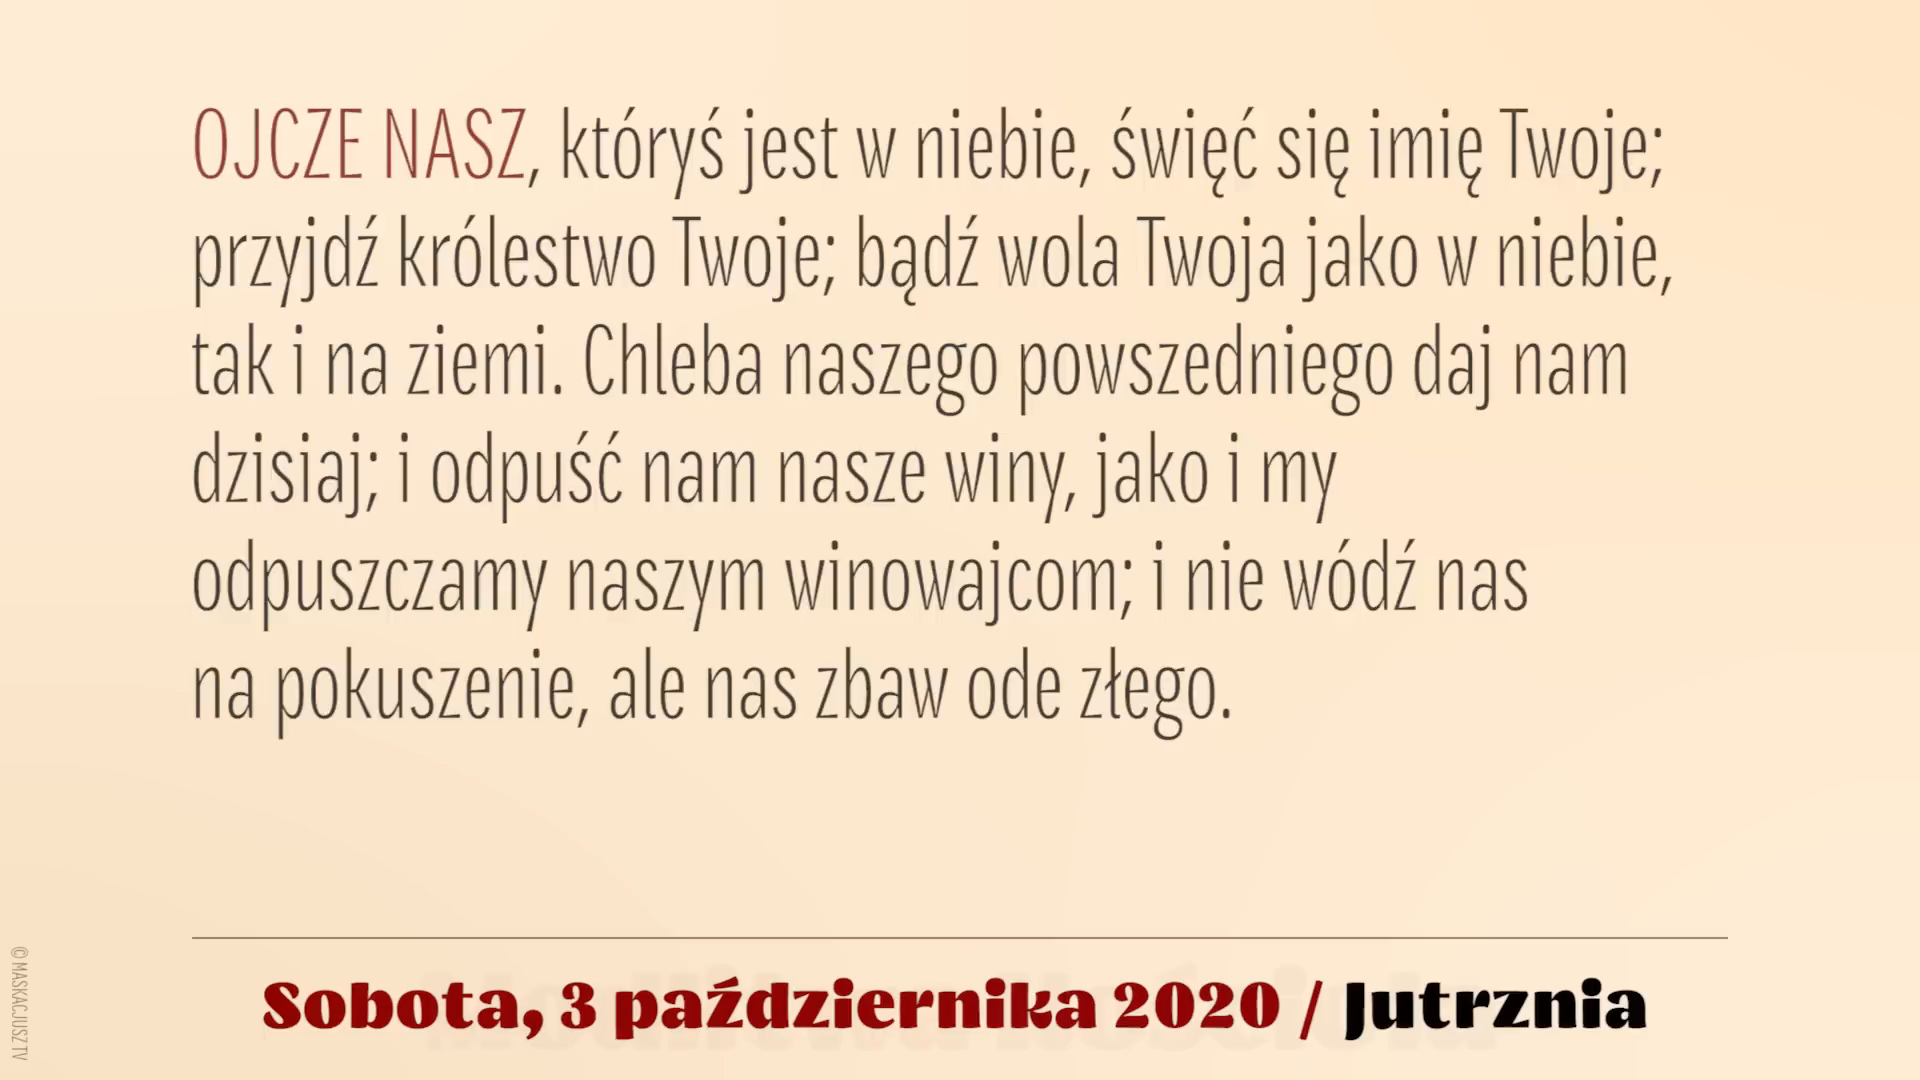 OJCZE NASZ, któryś jest w niebie, święć się imię Twoje;
przyjdź królestwo Twoje; bądź wola Twoja jako w niebie,
tak i na ziemi. Chleba naszego powszedniego daj nam
dzisiaj; i odpuść nam nasze winy, jako i my
odpuszczamy naszym winowajcom; i nie wódź nas
na pokuszenie, ale nas zbaw ode złego.
Sobota, 3 października 2020 / Jutrznia
© MASKACJUSZ TV